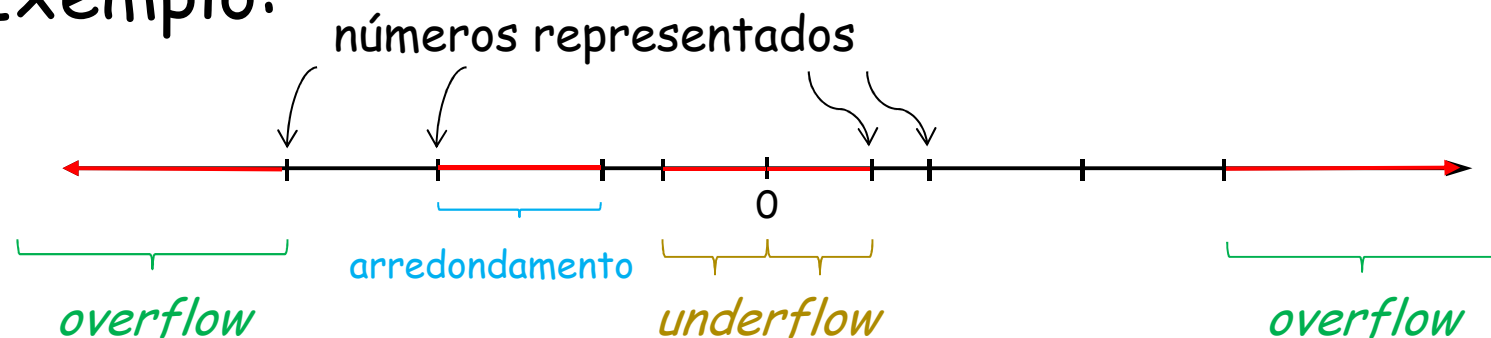 Exemplo:
números representados
0
arredondamento
overflow
underflow
overflow